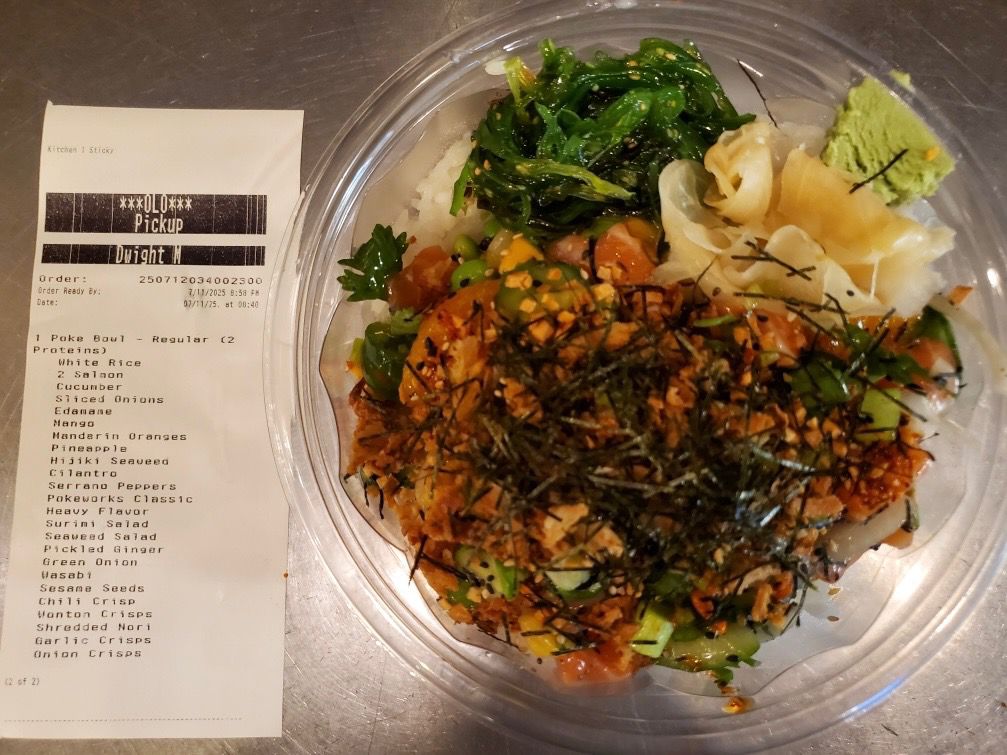 Kitchen 1 Sticky
***OLO***
Pickup
Dwight N
Order: 250712034002300
Order Ready By: 7/11/2025 8:58 PM
Date: 07/11/25, at 08:40
1 Poke Bowl - Regular (2
Proteins)
White Rice
2 Salmon
Cucumber
Sliced Onions
Edamame
Mango
Mandarin Oranges
Pineapple
Hijiki Seaweed
Cilantro
Serrano Peppers
Pokeworks Classic
Heavy Flavor
Surimi Salad
Seaweed Salad
Pickled Ginger
Green Onion
Wasabi
Sesame Seeds
Chili Crisp
Wonton Crisps
Shredded Nori
Garlic Crisps
Onion Crisps
(2 of 2)